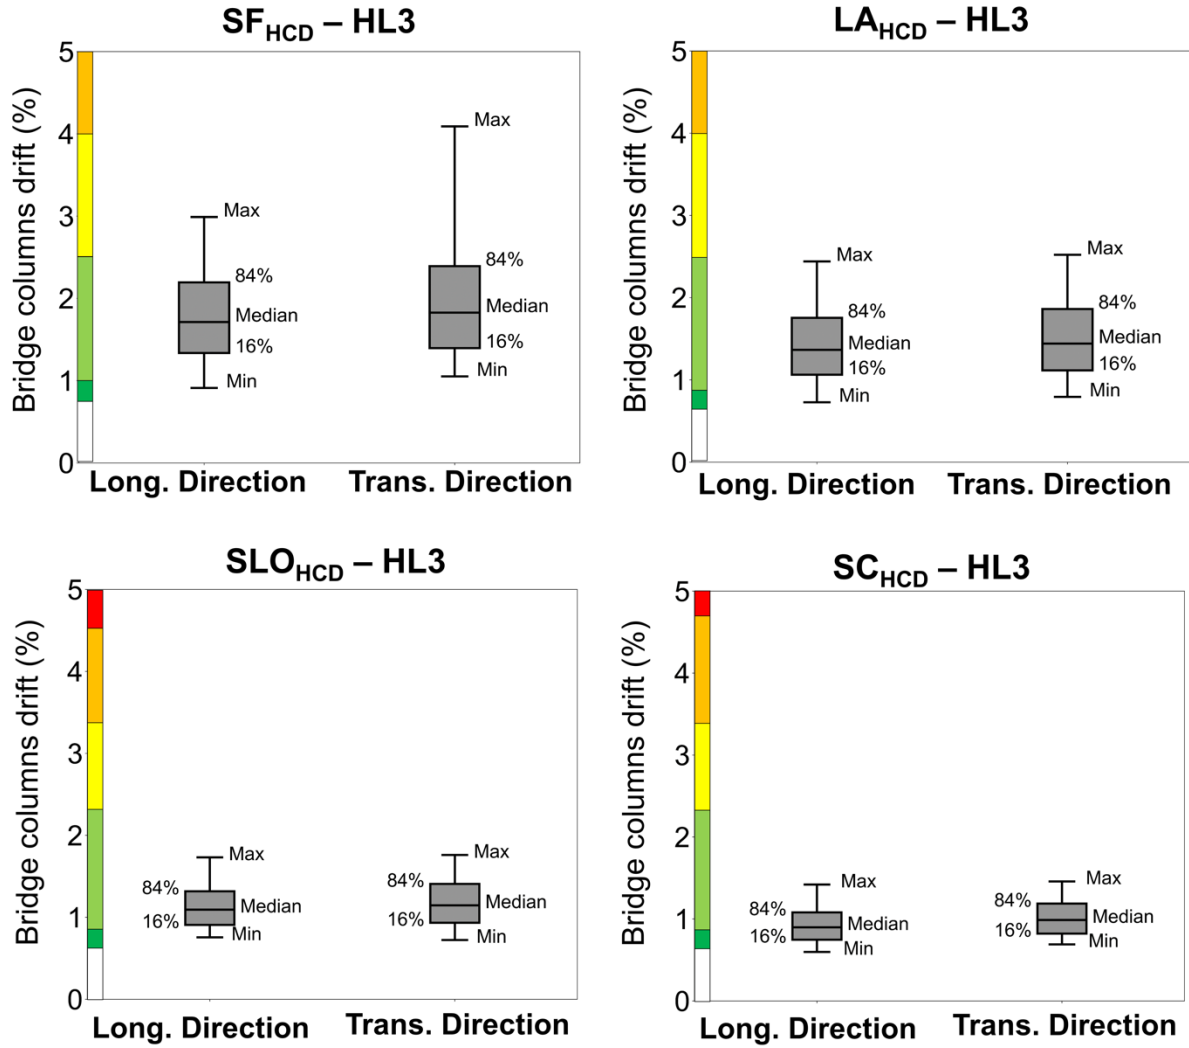 SF_HCD – HL3
Bridge columns drift (%)
5
4
3
2
1
0
Max
84%
Median
16%
Min
Max
84%
Median
16%
Min
Long. Direction Trans. Direction
LA_HCD – HL3
Bridge columns drift (%)
5
4
3
2
1
0
Max
84%
Median
16%
Min
Max
84%
Median
16%
Min
Long. Direction Trans. Direction
SLO_HCD – HL3
Bridge columns drift (%)
5
4
3
2
1
0
Max
84%
Median
16%
Min
Max
84%
Median
16%
Min
Long. Direction Trans. Direction
SC_HCD – HL3
Bridge columns drift (%)
5
4
3
2
1
0
Max
84%
Median
16%
Min
Max
84%
Median
16%
Min
Long. Direction Trans. Direction